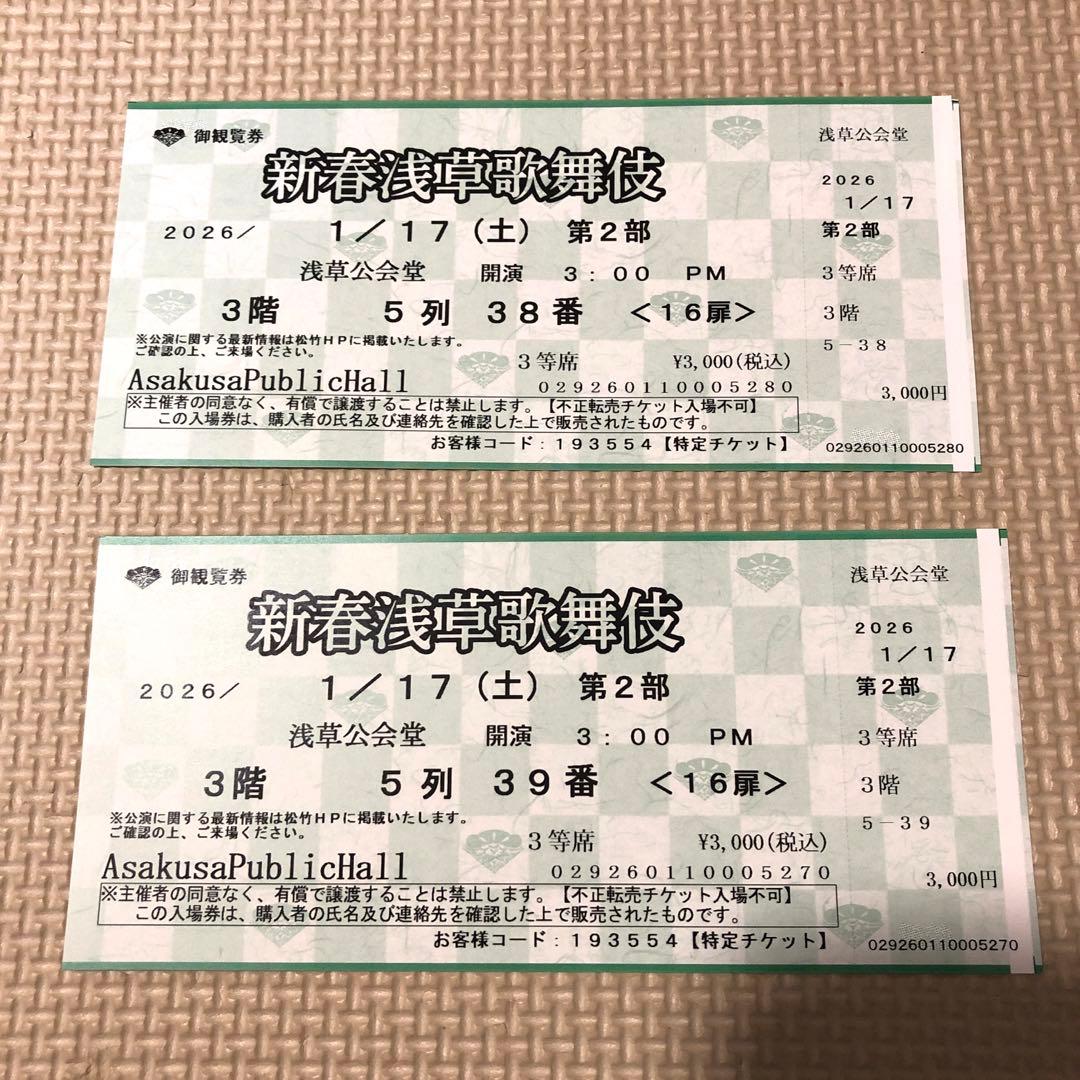 御観覧券
新春浅草歌舞伎
2026／ 1／17（土） 第2部
浅草公会堂 開演 3：00 PM
3階 5列 38番 ＜16扉＞
※公演に関する最新情報は松竹HPに掲載いたします。
ご確認の上、ご来場ください。
3等席 ¥3,000(税込)
AsakusaPublicHall
029260110005280
※主催者の同意なく、有償で譲渡することは禁止します。【不正転売チケット入場不可】
この入場券は、購入者の氏名及び連絡先を確認した上で販売されたものです。
お客様コード：193554【特定チケット】
浅草公会堂
2026
1／17
第2部
3等席
3階
5－38
3,000円
029260110005280
御観覧券
新春浅草歌舞伎
2026／ 1／17（土） 第2部
浅草公会堂 開演 3：00 PM
3階 5列 39番 ＜16扉＞
※公演に関する最新情報は松竹HPに掲載いたします。
ご確認の上、ご来場ください。
3等席 ¥3,000(税込)
AsakusaPublicHall
029260110005270
※主催者の同意なく、有償で譲渡することは禁止します。【不正転売チケット入場不可】
この入場券は、購入者の氏名及び連絡先を確認した上で販売されたものです。
お客様コード：193554【特定チケット】
浅草公会堂
2026
1／17
第2部
3等席
3階
5－39
3,000円
029260110005270